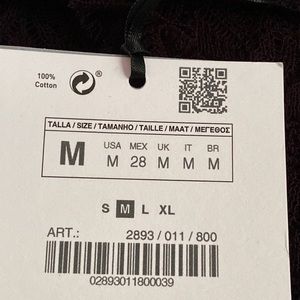 100%
Cotton
TALLA / SIZE / TAMANHO / TAILLE / MAAT / ΜΕΓΕΘΟΣ
M
USA MEX UK IT BR
M 28 M M M
S M L XL
ART.: 2893 / 011 / 800
02893011800039